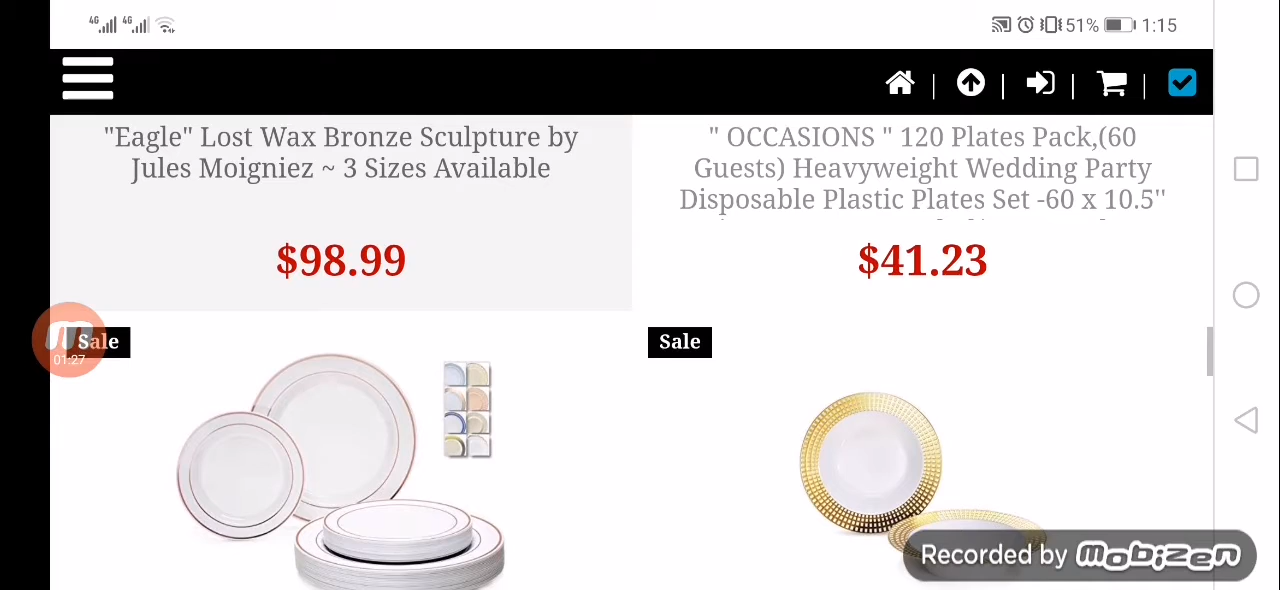 4G 4G 51% 1:15
"Eagle" Lost Wax Bronze Sculpture by
Jules Moigniez ~ 3 Sizes Available
$98.99
" OCCASIONS " 120 Plates Pack,(60
Guests) Heavyweight Wedding Party
Disposable Plastic Plates Set -60 x 10.5''
$41.23
Sale
01:27
Sale
Recorded by mobizen